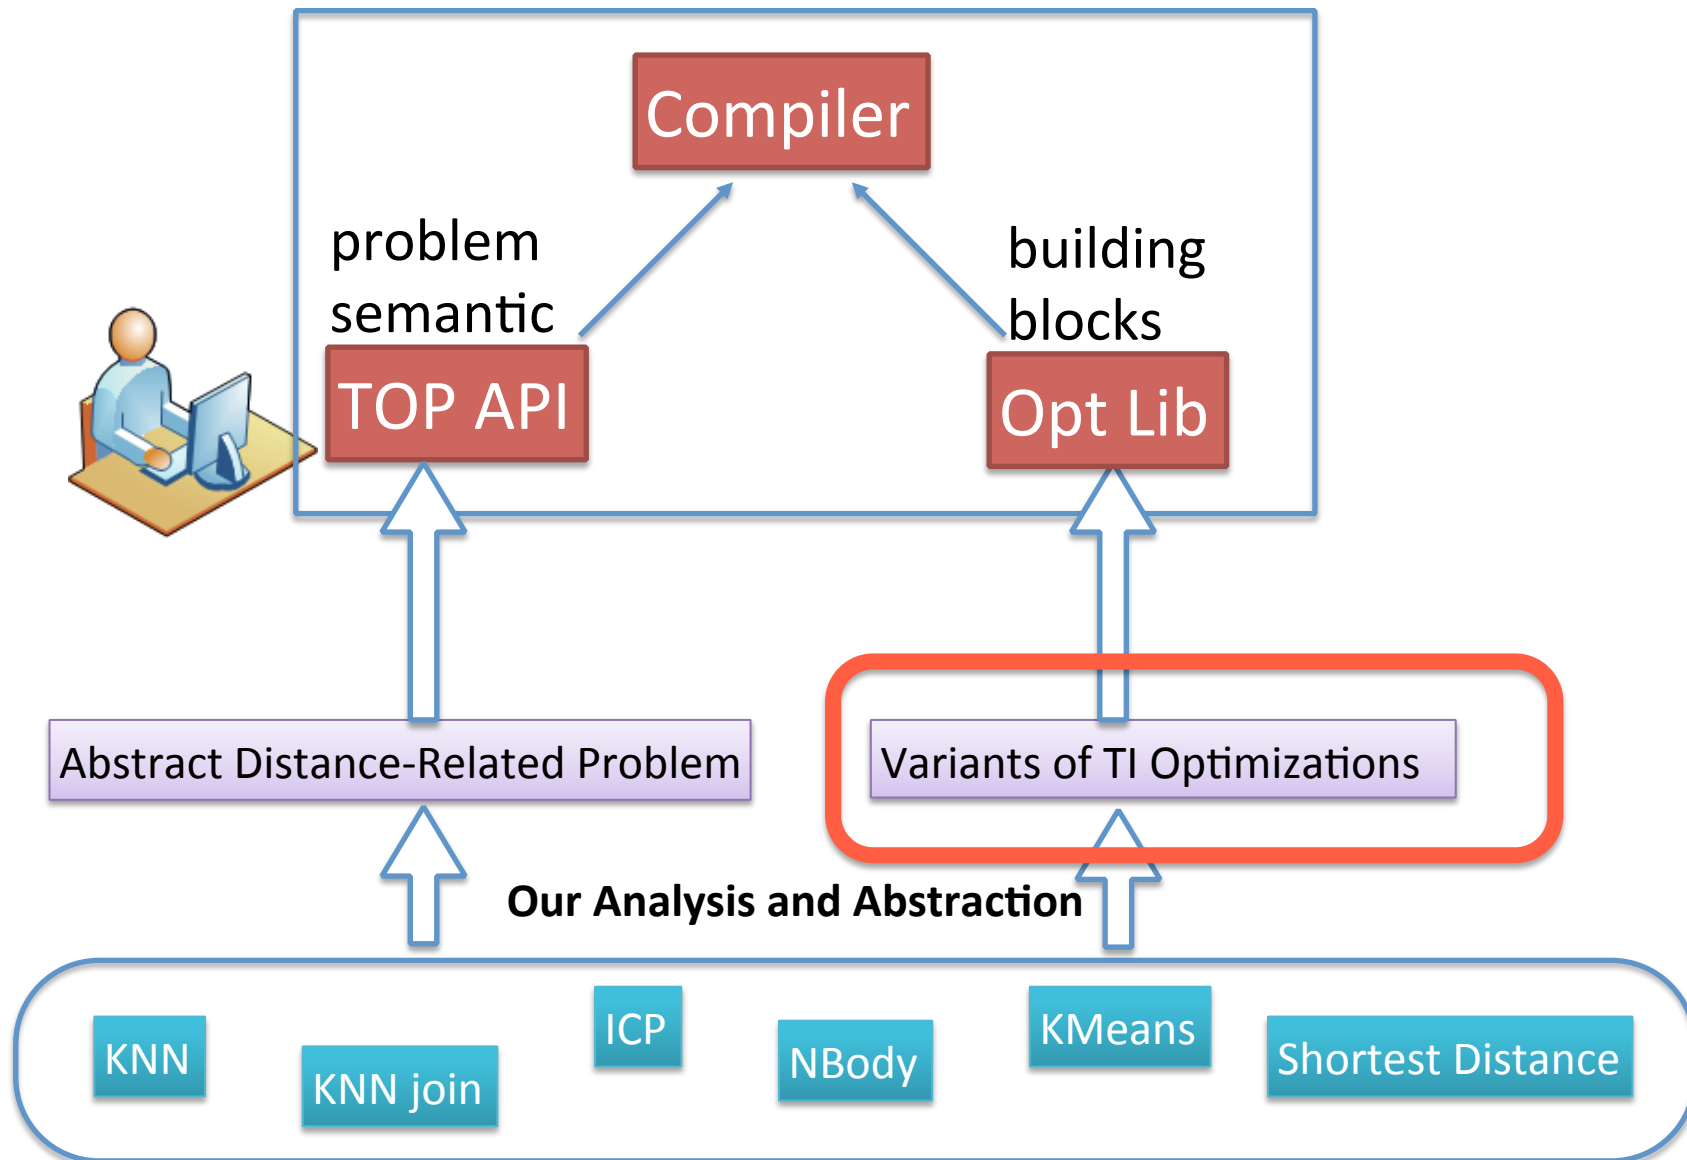 Compiler
problem
semantic
building
blocks
TOP API
Opt Lib
Abstract Distance-Related Problem
Variants of TI Optimizations
Our Analysis and Abstraction
KNN
KNN join
ICP
NBody
KMeans
Shortest Distance